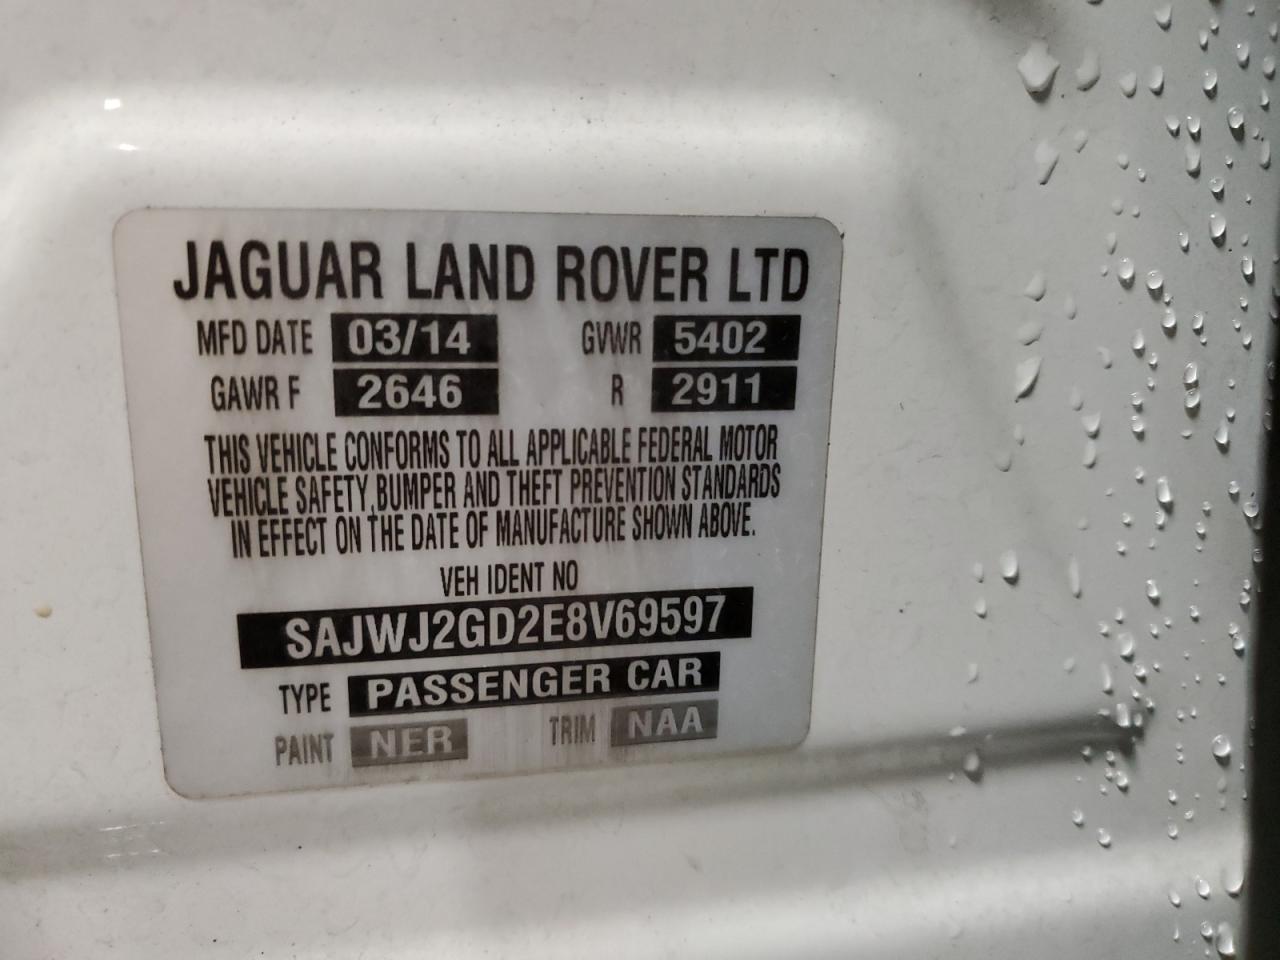 JAGUAR LAND ROVER LTD
MFD DATE 03/14 GVWR 5402
GAWR F 2646 R 2911
THIS VEHICLE CONFORMS TO ALL APPLICABLE FEDERAL MOTOR
VEHICLE SAFETY,BUMPER AND THEFT PREVENTION STANDARDS
IN EFFECT ON THE DATE OF MANUFACTURE SHOWN ABOVE.
VEH IDENT NO
SAJWJ2GD2E8V69597
TYPE PASSENGER CAR
PAINT NER TRIM NAA